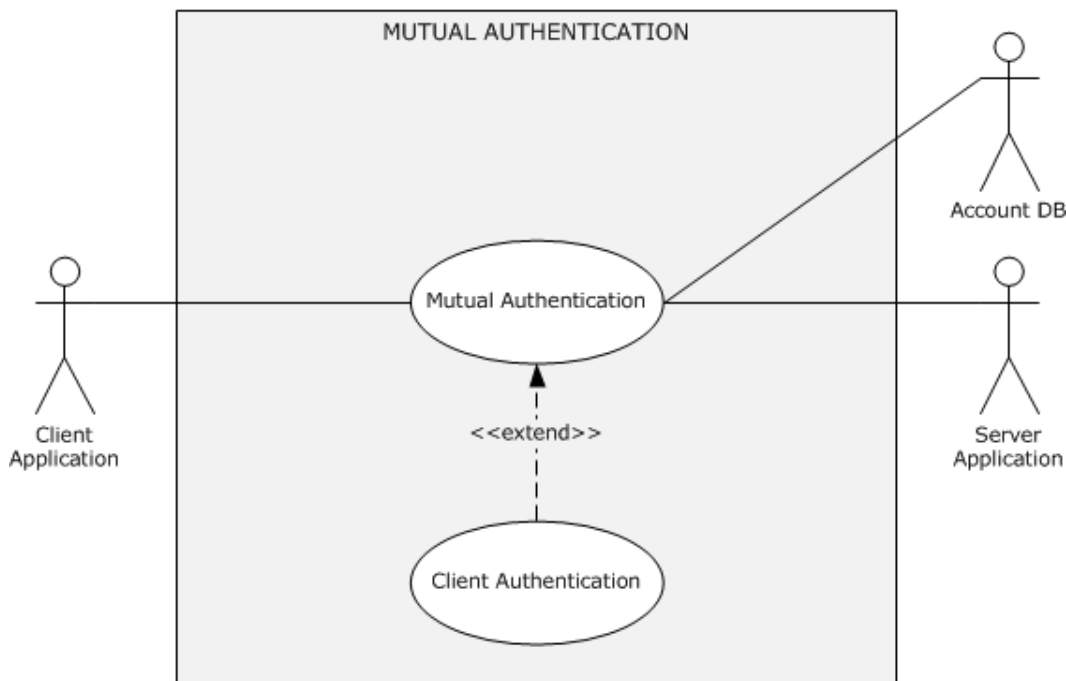 MUTUAL AUTHENTICATION
Account DB
Mutual Authentication
Client
Application
<<extend>>
Server
Application
Client Authentication